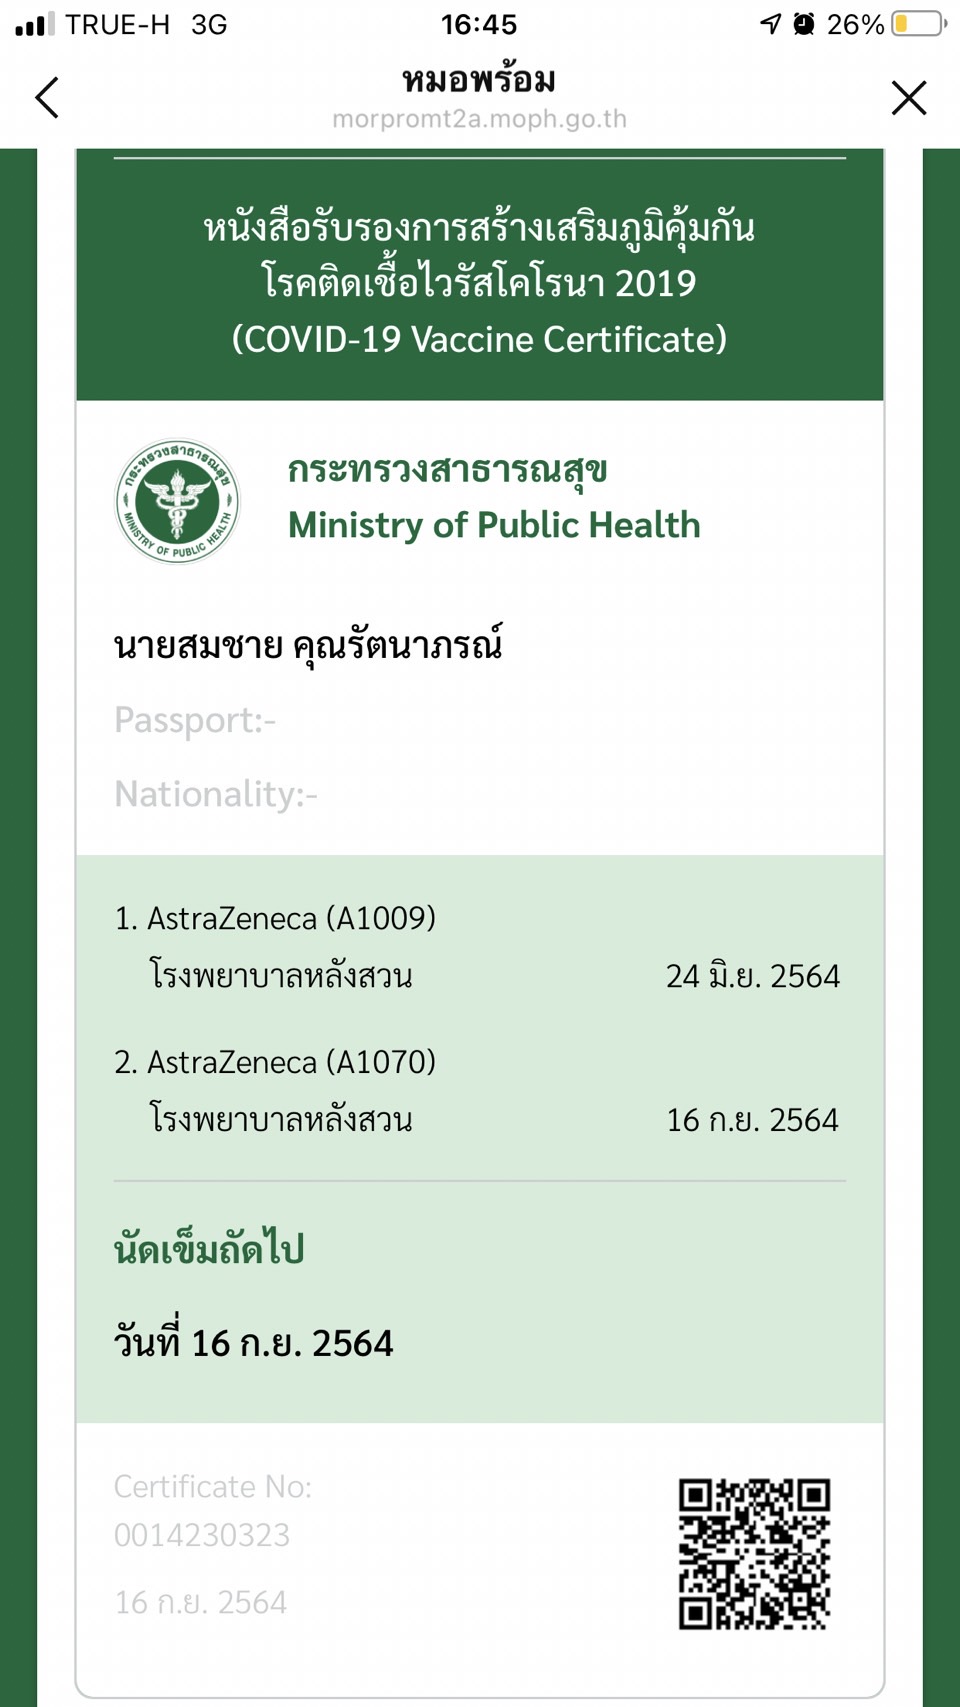 TRUE-H 3G 16:45 26%
หมอพร้อม
morpromt2a.moph.go.th
หนังสือรับรองการสร้างเสริมภูมิคุ้มกัน
โรคติดเชื้อไวรัสโคโรนา 2019
(COVID-19 Vaccine Certificate)
กระทรวงสาธารณสุข
MINISTRY OF PUBLIC HEALTH
กระทรวงสาธารณสุข
Ministry of Public Health
นายสมชาย คุณรัตนาภรณ์
Passport:-
Nationality:-
1. AstraZeneca (A1009)
โรงพยาบาลหลังสวน 24 มิ.ย. 2564
2. AstraZeneca (A1070)
โรงพยาบาลหลังสวน 16 ก.ย. 2564
นัดเข็มถัดไป
วันที่ 16 ก.ย. 2564
Certificate No:
0014230323
16 ก.ย. 2564